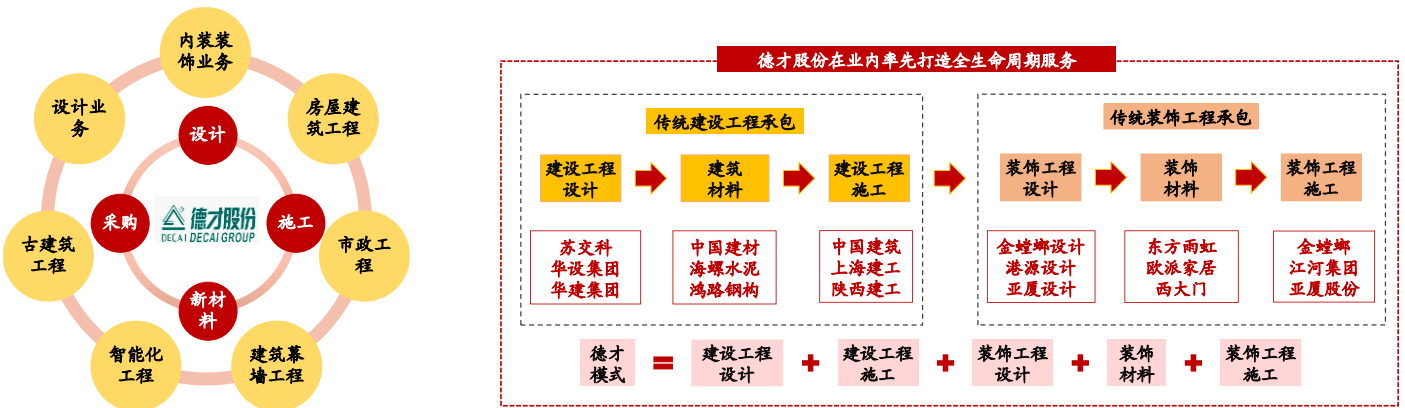 内装装
饰业务
设计业
务
房屋建
筑工程
设计
采购
德才股份
DECAI DECAI GROUP
施工
古建筑
工程
市政工
程
新材
料
智能化
工程
建筑幕
墙工程
德才股份在业内率先打造全生命周期服务
传统建设工程承包
建设工程
设计
建筑
材料
建设工程
施工
苏交科
华设集团
华建集团
中国建材
海螺水泥
鸿路钢构
中国建筑
上海建工
陕西建工
传统装饰工程承包
装饰工程
设计
装饰
材料
装饰工程
施工
金螳螂设计
港源设计
亚厦设计
东方雨虹
欧派家居
西大门
金螳螂
江河集团
亚厦股份
德才
模式
=
建设工程
设计
+
建设工程
施工
+
装饰工程
设计
+
装饰
材料
+
装饰工程
施工